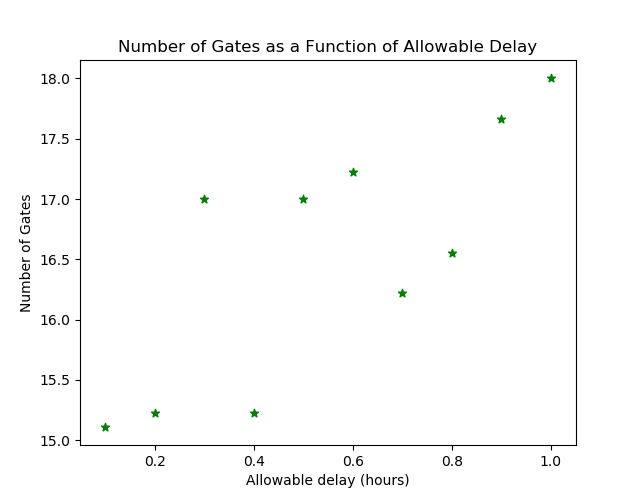 Number of Gates as a Function of Allowable Delay
18.0
17.5
17.0
16.5
16.0
15.5
15.0
Number of Gates
0.2 0.4 0.6 0.8 1.0
Allowable delay (hours)